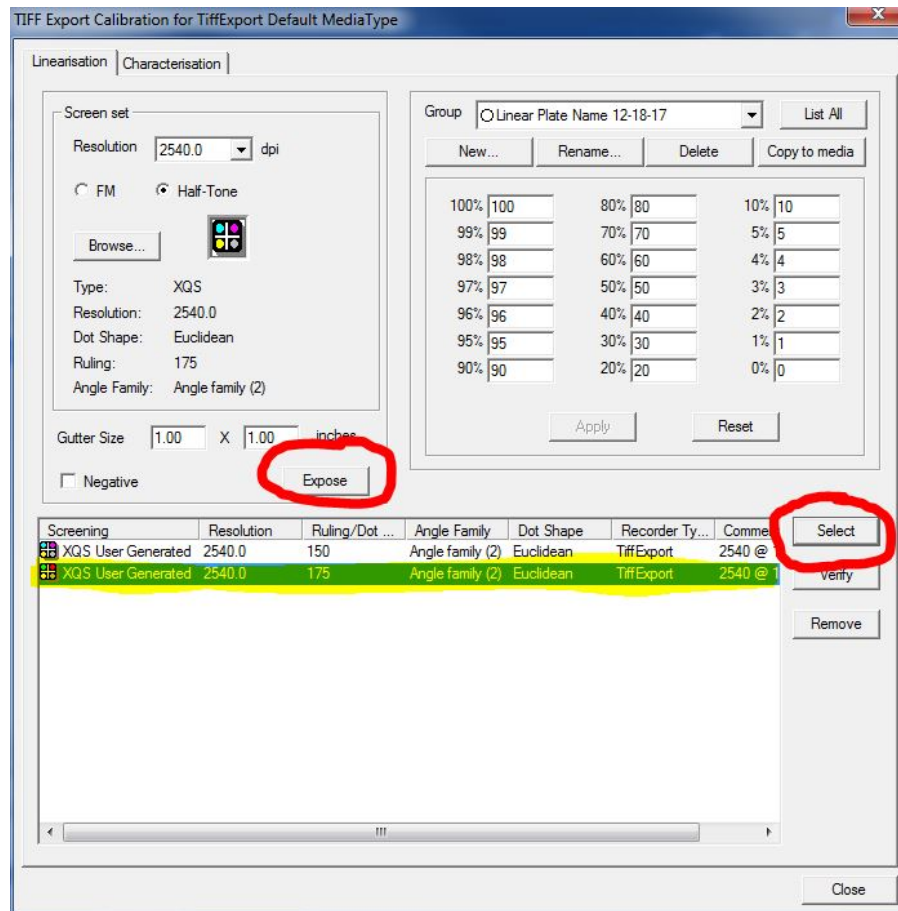 TIFF Export Calibration for TiffExport Default MediaType
x
Linearisation
Characterisation
Screen set
Resolution 2540.0 dpi
FM Half-Tone
Browse...
Type: XQS
Resolution: 2540.0
Dot Shape: Euclidean
Ruling: 175
Angle Family: Angle family (2)
Gutter Size 1.00 X 1.00 inches
Negative Expose
Group Linear Plate Name 12-18-17 List All
New... Rename... Delete Copy to media
100% 100 80% 80 10% 10
99% 99 70% 70 5% 5
98% 98 60% 60 4% 4
97% 97 50% 50 3% 3
96% 96 40% 40 2% 2
95% 95 30% 30 1% 1
90% 90 20% 20 0% 0
Apply Reset
Screening Resolution Ruling/Dot ... Angle Family Dot Shape Recorder Ty... Comme
XQS User Generated 2540.0 150 Angle family (2) Euclidean TiffExport 2540 @ 1
XQS User Generated 2540.0 175 Angle family (2) Euclidean TiffExport 2540 @ 1
Select
Verify
Remove
Close